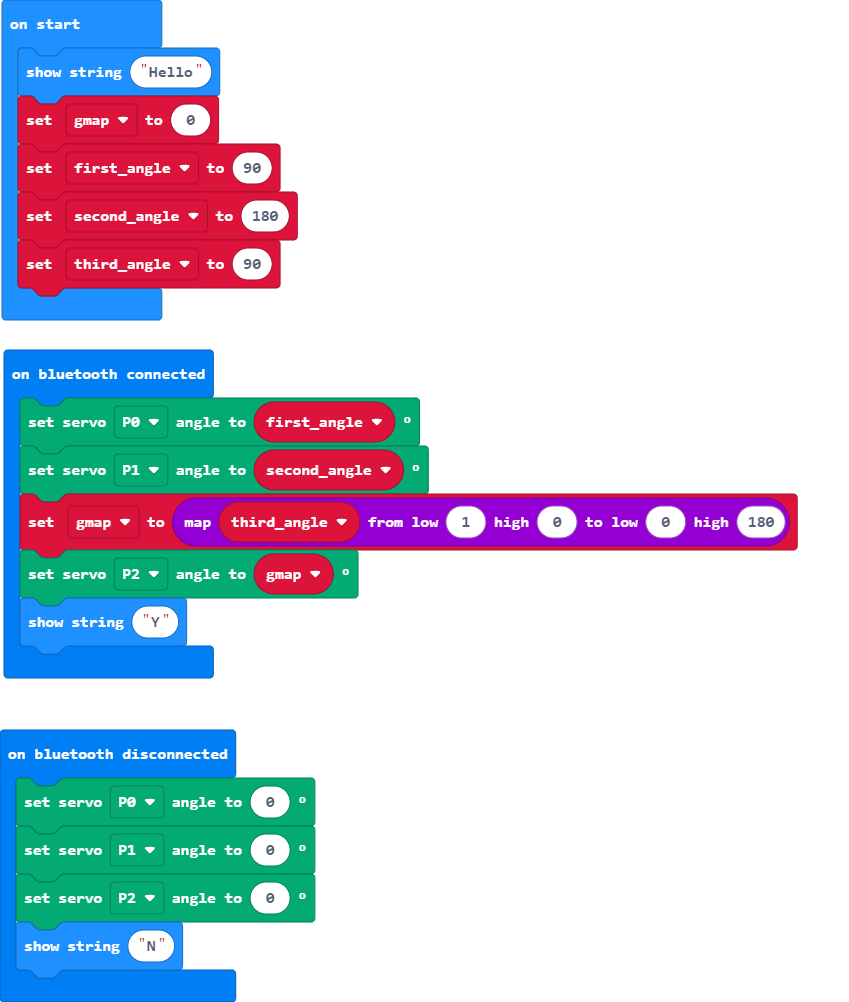 on start
show string "Hello"
set gmap to 0
set first_angle to 90
set second_angle to 180
set third_angle to 90
on bluetooth connected
set servo P0 angle to first_angle °
set servo P1 angle to second_angle °
set gmap to map third_angle from low 1 high 0 to low 0 high 180
set servo P2 angle to gmap °
show string "Y"
on bluetooth disconnected
set servo P0 angle to 0 °
set servo P1 angle to 0 °
set servo P2 angle to 0 °
show string "N"